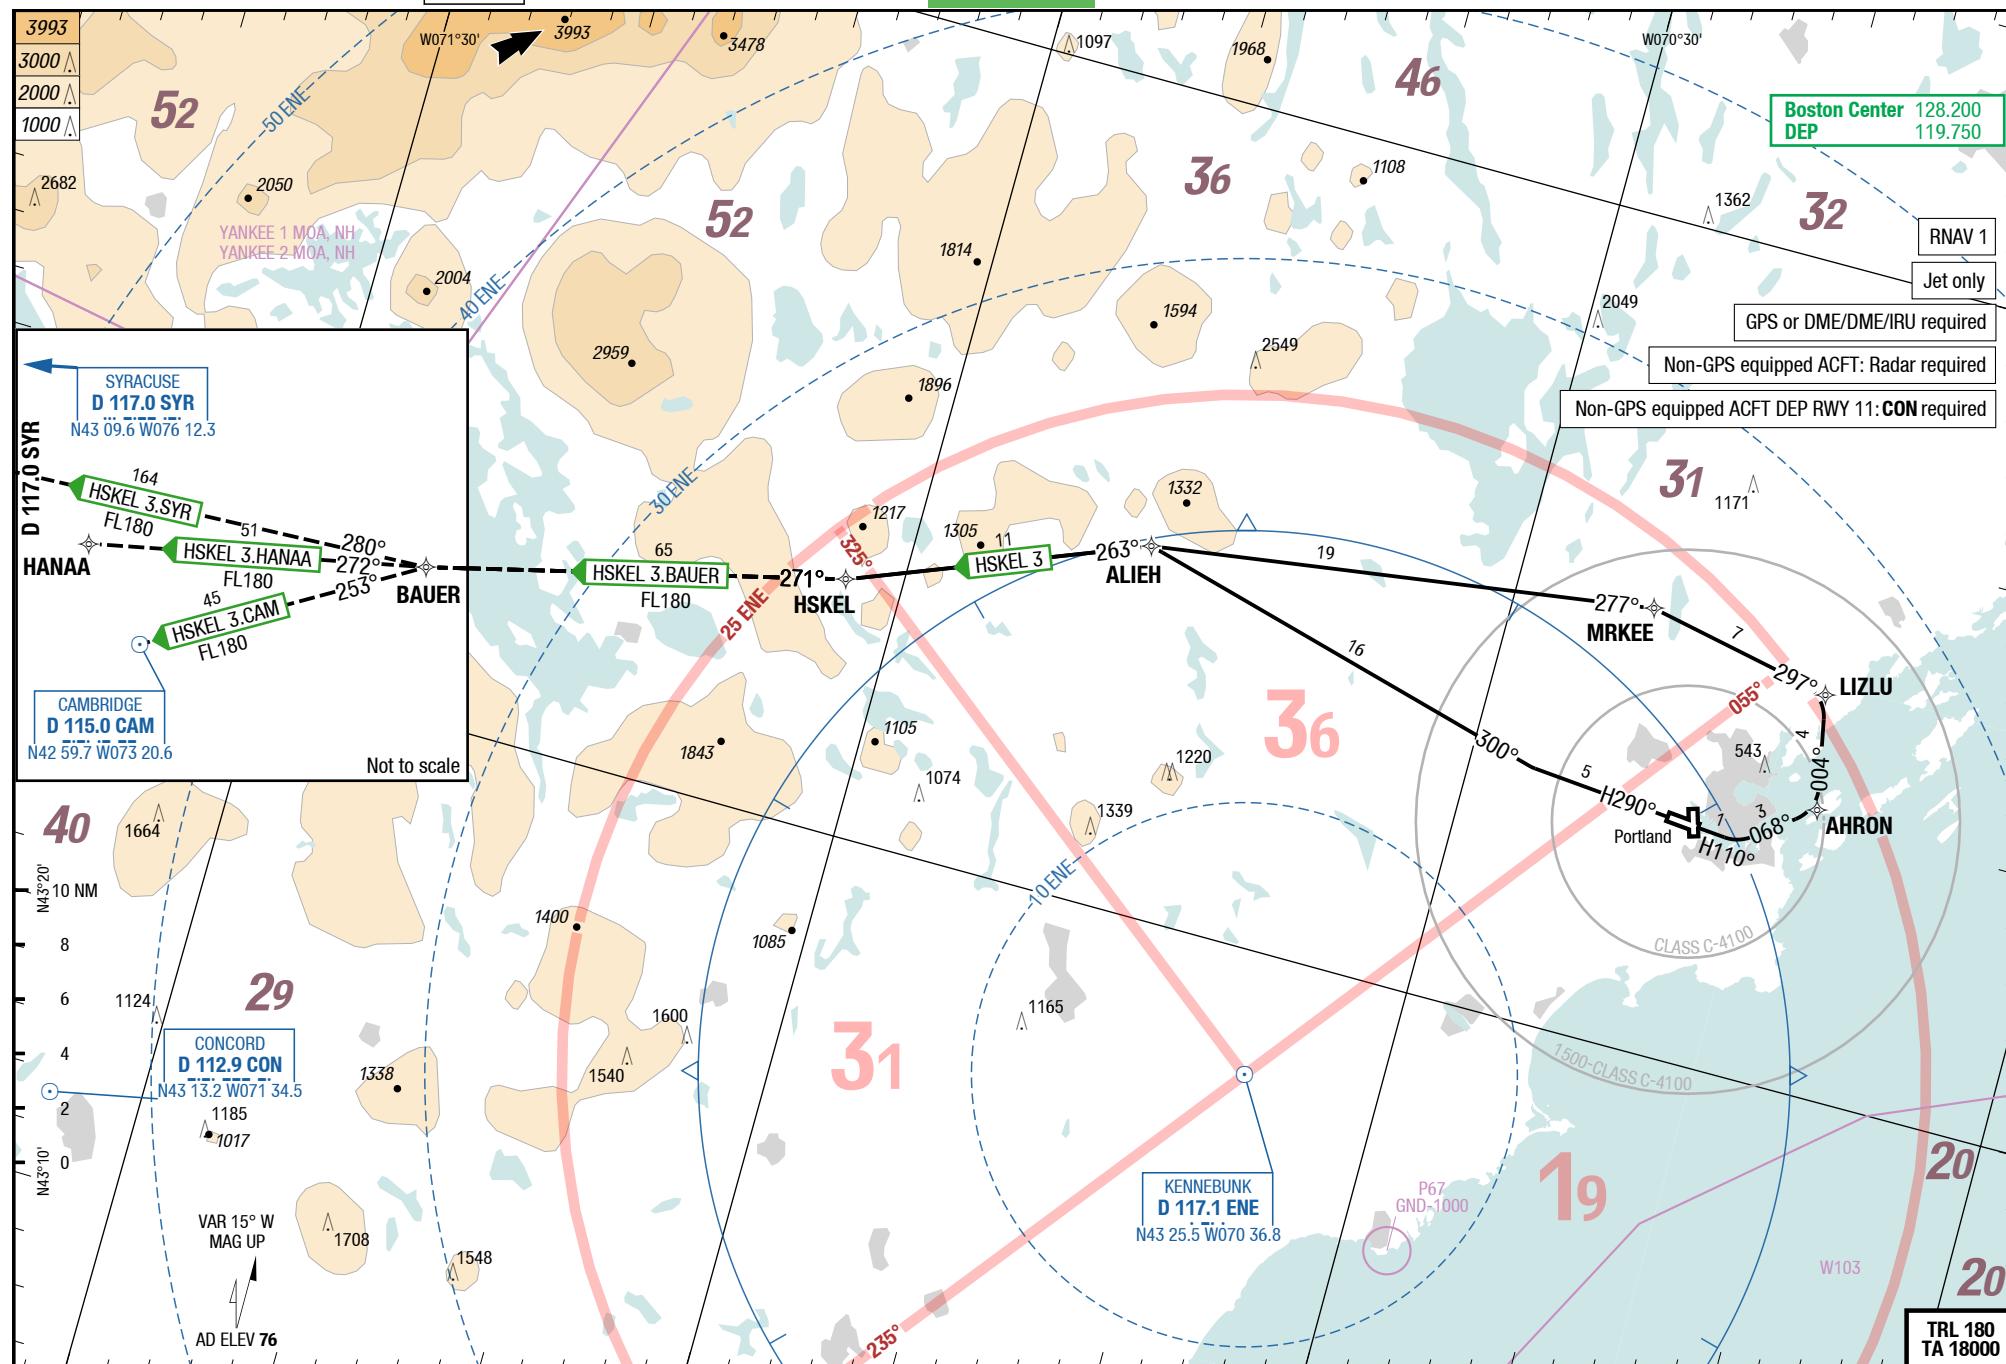 3993
3000
2000
1000
W071°30'
3993
3478
1097
1968
46
W070°30'
Boston Center 128.200
DEP 119.750
52
50 ENE
2682
2050
YANKEE 1 MOA, NH
YANKEE 2 MOA, NH
2004
40 ENE
52
36
1108
1362
32
RNAV 1
Jet only
GPS or DME/DME/IRU required
Non-GPS equipped ACFT: Radar required
Non-GPS equipped ACFT DEP RWY 11: CON required
1814
1594
2049
2549
2959
1896
SYRACUSE
D 117.0 SYR
N43 09.6 W076 12.3
D 117.0 SYR
164
HSKEL 3.SYR
FL180
51
280°
HSKEL 3.HANAA
272°
FL180
HANAA
253°
BAUER
45
HSKEL 3.CAM
FL180
CAMBRIDGE
D 115.0 CAM
N42 59.7 W073 20.6
Not to scale
30 ENE
65
HSKEL 3.BAUER
FL180
271°
HSKEL
25 ENE
325°
1217
1305
11
HSKEL 3
263°
ALIEH
1332
19
31
1171
277°
MRKEE
7
297°
LIZLU
055°
16
300°
5
H290°
36
543
4
004°
3
068°
1
AHRON
Portland
H110°
1843
1105
1074
1220
1339
40
1664
N43°20'
10 NM
8
6
4
2
0
N43°10'
1400
1085
10 ENE
CLASS C-4100
1500-CLASS C-4100
29
1124
1600
1540
1165
31
CONCORD
D 112.9 CON
N43 13.2 W071 34.5
1338
1185
1017
VAR 15° W
MAG UP
AD ELEV 76
1708
1548
235°
KENNEBUNK
D 117.1 ENE
N43 25.5 W070 36.8
P67
GND-1000
19
20
W103
20
TRL 180
TA 18000